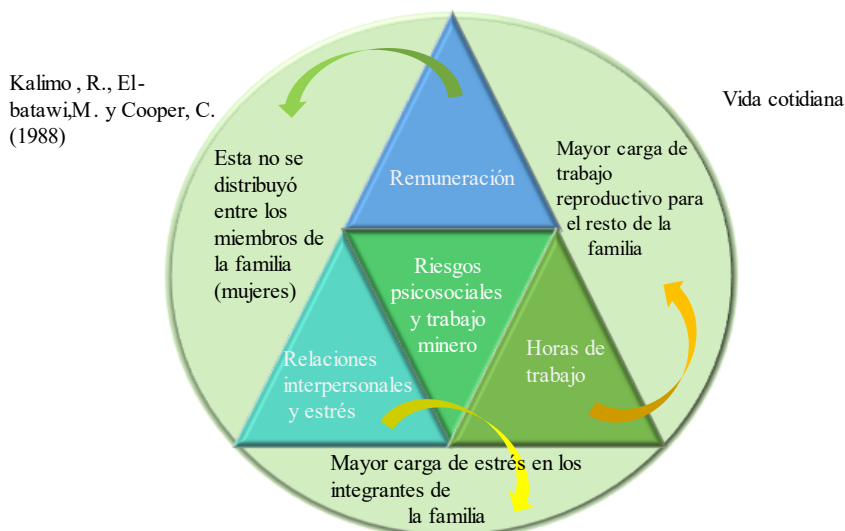 Kalimo , R., El-
batawi,M. y Cooper, C.
(1988)
Vida cotidiana
Esta no se
distribuyó
entre los
miembros de
la familia
(mujeres)
Remuneración
Mayor carga de
trabajo
reproductivo para
el resto de la
familia
Riesgos
psicosociales
y trabajo
minero
Relaciones
interpersonales
y estrés
Horas de
trabajo
Mayor carga de estrés en los
integrantes de
la familia